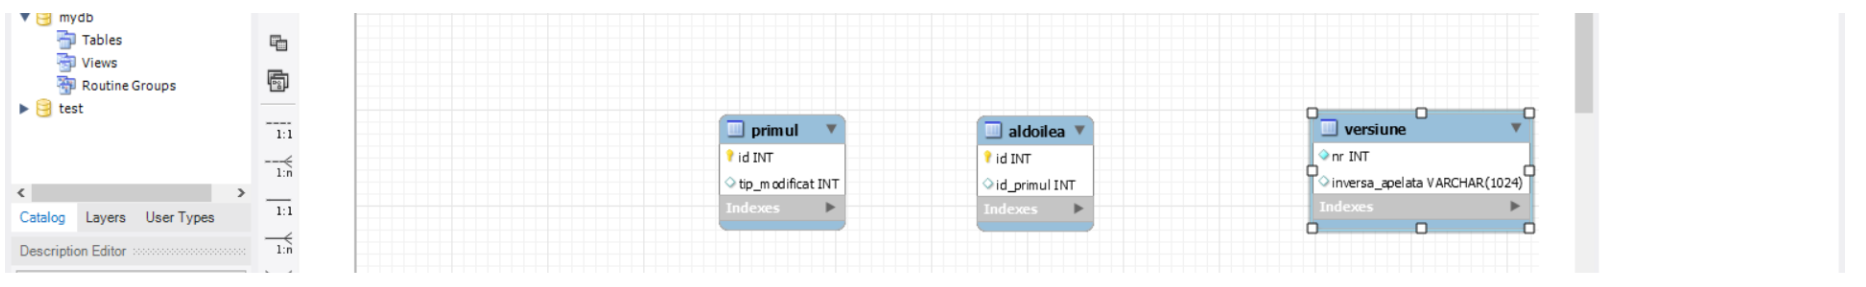 mydb
Tables
Views
Routine Groups
test
Catalog Layers User Types
Description Editor
1:1
1:n
1:1
1:n
primul
id INT
tip_modificat INT
Indexes
aldoilea
id INT
id_primul INT
Indexes
versiune
nr INT
inversa_apelata VARCHAR(1024)
Indexes